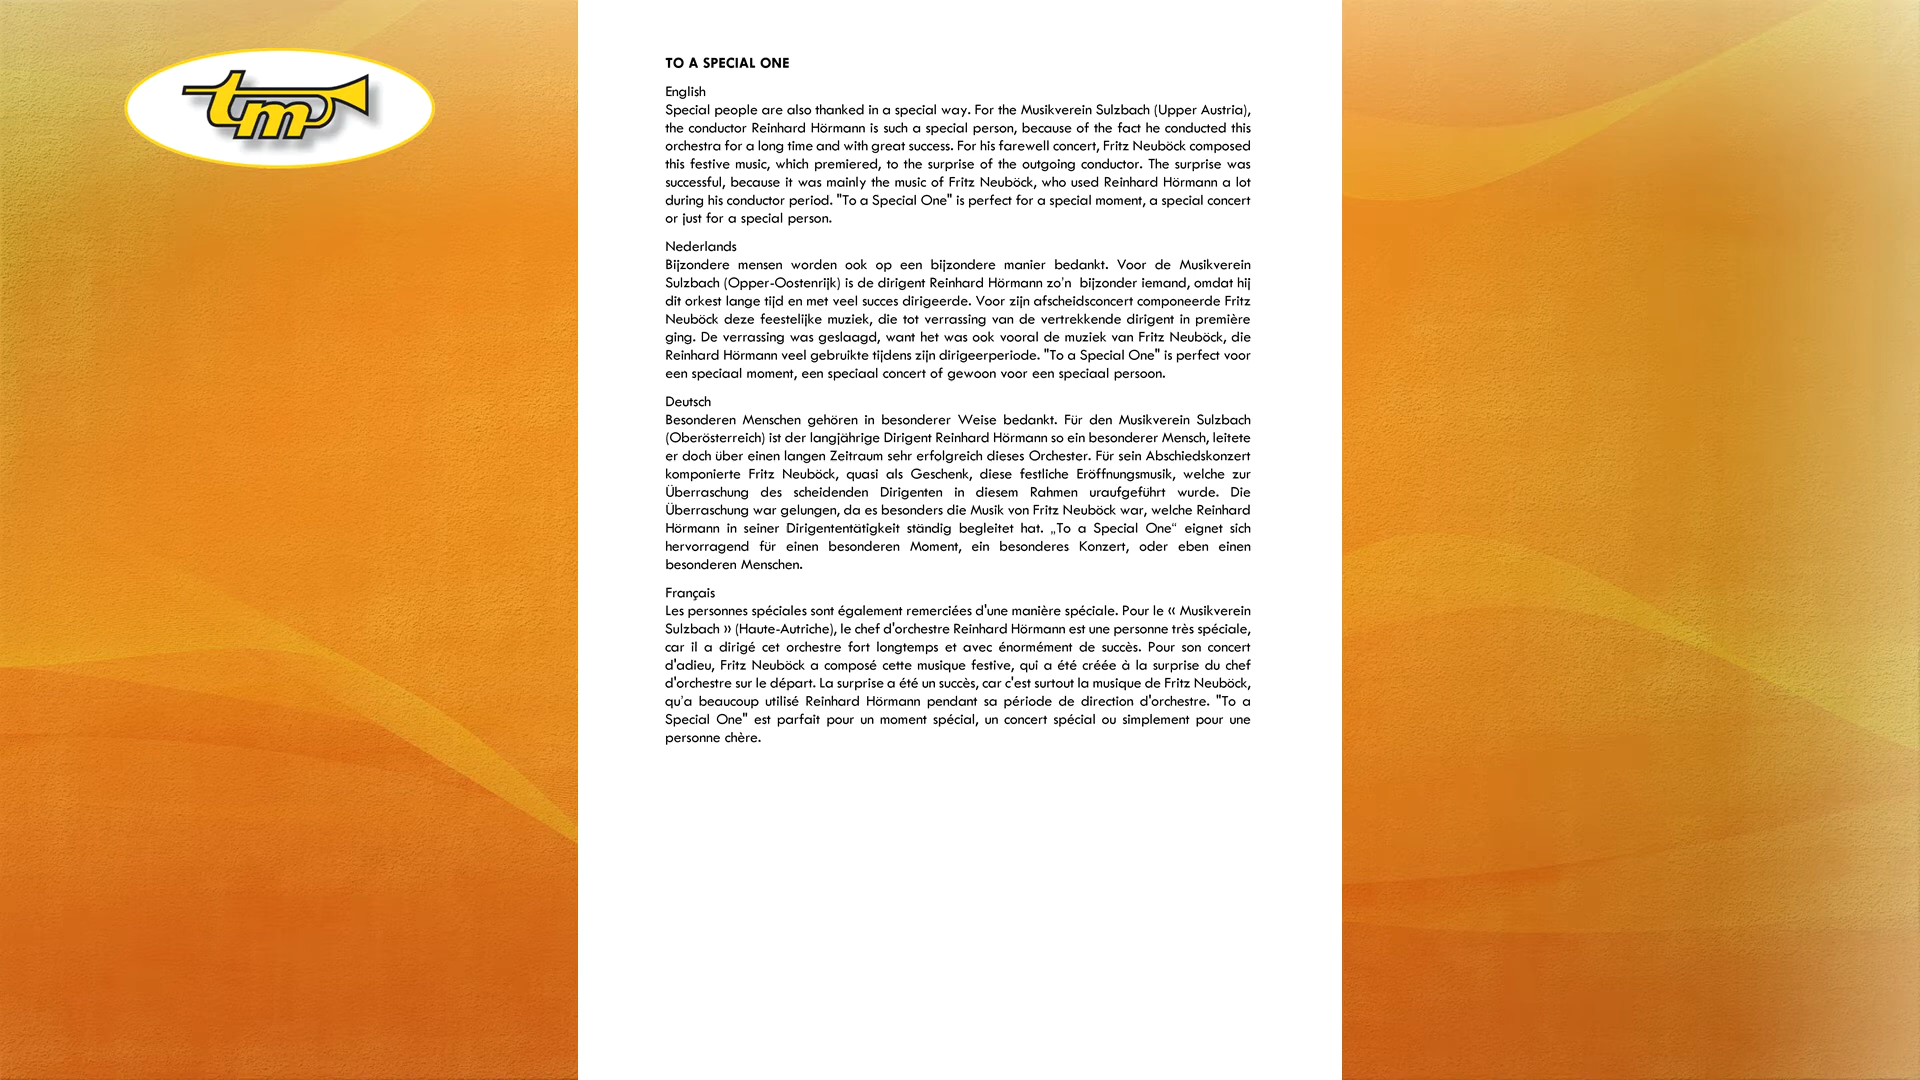 tm
TO A SPECIAL ONE
English
Special people are also thanked in a special way. For the Musikverein Sulzbach (Upper Austria),
the conductor Reinhard Hörmann is such a special person, because of the fact he conducted this
orchestra for a long time and with great success. For his farewell concert, Fritz Neuböck composed
this festive music, which premiered, to the surprise of the outgoing conductor. The surprise was
successful, because it was mainly the music of Fritz Neuböck, who used Reinhard Hörmann a lot
during his conductor period. "To a Special One" is perfect for a special moment, a special concert
or just for a special person.
Nederlands
Bijzondere mensen worden ook op een bijzondere manier bedankt. Voor de Musikverein
Sulzbach (Opper-Oostenrijk) is de dirigent Reinhard Hörmann zo'n bijzonder iemand, omdat hij
dit orkest lange tijd en met veel succes dirigeerde. Voor zijn afscheidsconcert componeerde Fritz
Neuböck deze feestelijke muziek, die tot verrassing van de vertrekkende dirigent in première
ging. De verrassing was geslaagd, want het was ook vooral de muziek van Fritz Neuböck, die
Reinhard Hörmann veel gebruikte tijdens zijn dirigeerperiode. "To a Special One" is perfect voor
een speciaal moment, een speciaal concert of gewoon voor een speciaal persoon.
Deutsch
Besonderen Menschen gehören in besonderer Weise bedankt. Für den Musikverein Sulzbach
(Oberösterreich) ist der langjährige Dirigent Reinhard Hörmann so ein besonderer Mensch, leitete
er doch über einen langen Zeitraum sehr erfolgreich dieses Orchester. Für sein Abschiedskonzert
komponierte Fritz Neuböck, quasi als Geschenk, diese festliche Eröffnungsmusik, welche zur
Überraschung des scheidenden Dirigenten in diesem Rahmen uraufgeführt wurde. Die
Überraschung war gelungen, da es besonders die Musik von Fritz Neuböck war, welche Reinhard
Hörmann in seiner Dirigententätigkeit ständig begleitet hat. „To a Special One“ eignet sich
hervorragend für einen besonderen Moment, ein besonderes Konzert, oder eben einen
besonderen Menschen.
Français
Les personnes spéciales sont également remerciées d'une manière spéciale. Pour le « Musikverein
Sulzbach » (Haute-Autriche), le chef d'orchestre Reinhard Hörmann est une personne très spéciale,
car il a dirigé cet orchestre fort longtemps et avec énormément de succès. Pour son concert
d'adieu, Fritz Neuböck a composé cette musique festive, qui a été créée à la surprise du chef
d'orchestre sur le départ. La surprise a été un succès, car c'est surtout la musique de Fritz Neuböck,
qu'a beaucoup utilisé Reinhard Hörmann pendant sa période de direction d'orchestre. "To a
Special One" est parfait pour un moment spécial, un concert spécial ou simplement pour une
personne chère.